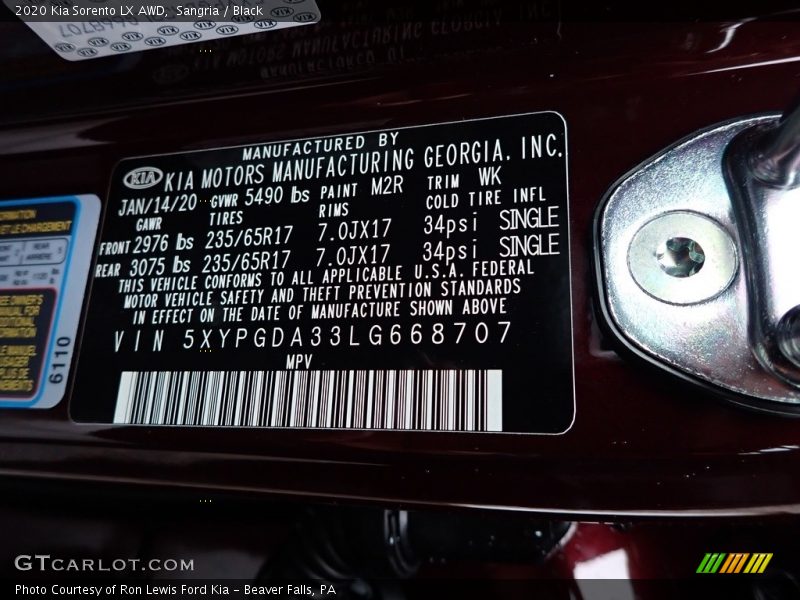 2020 Kia Sorento LX AWD, Sangria / Black
MANUFACTURED BY
KIA KIA MOTORS MANUFACTURING GEORGIA, INC.
JAN/14/20 GVWR 5490 lbs PAINT M2R TRIM WK
GAWR TIRES RIMS COLD TIRE INFL
FRONT 2976 lbs 235/65R17 7.0JX17 34psi SINGLE
REAR 3075 lbs 235/65R17 7.0JX17 34psi SINGLE
THIS VEHICLE CONFORMS TO ALL APPLICABLE U.S.A. FEDERAL
MOTOR VEHICLE SAFETY AND THEFT PREVENTION STANDARDS
IN EFFECT ON THE DATE OF MANUFACTURE SHOWN ABOVE
VIN 5XYPGDA33LG668707
MPV
6110
GTCARLOT.COM
Photo Courtesy of Ron Lewis Ford Kia - Beaver Falls, PA